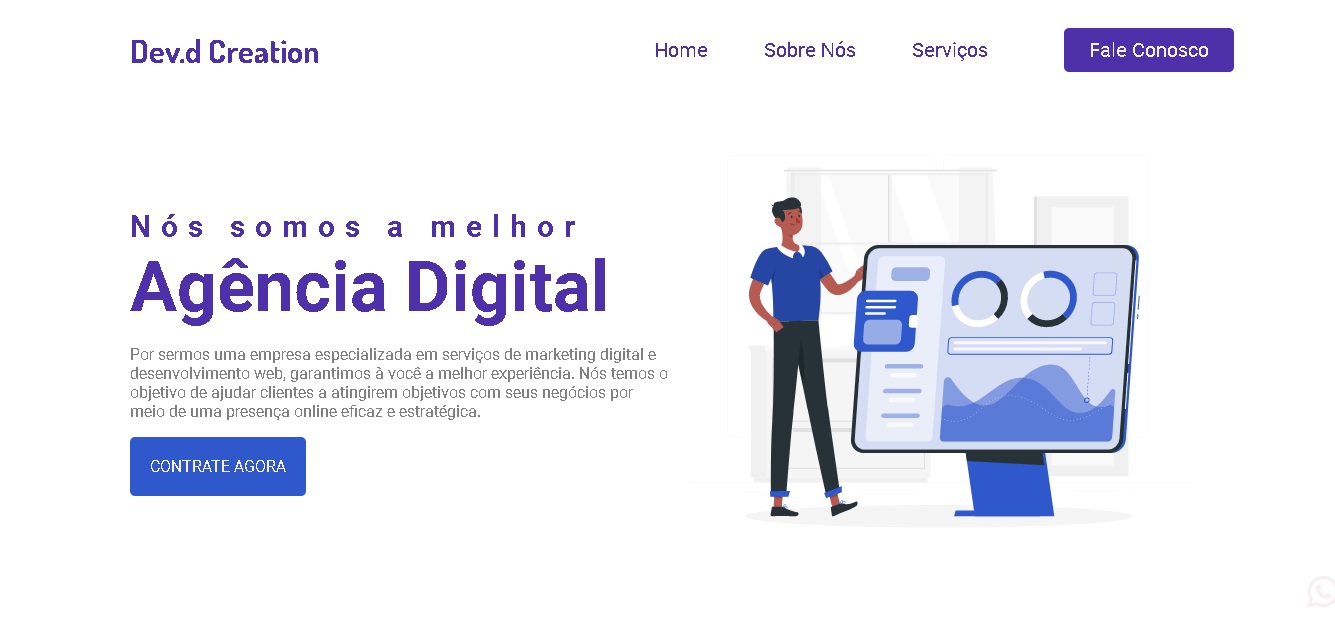 Dev.d Creation
Home
Sobre Nós
Serviços
Fale Conosco
Nós somos a melhor
Agência Digital
Por sermos uma empresa especializada em serviços de marketing digital e
desenvolvimento web, garantimos à você a melhor experiência. Nós temos o
objetivo de ajudar clientes a atingirem objetivos com seus negócios por
meio de uma presença online eficaz e estratégica.
CONTRATE AGORA